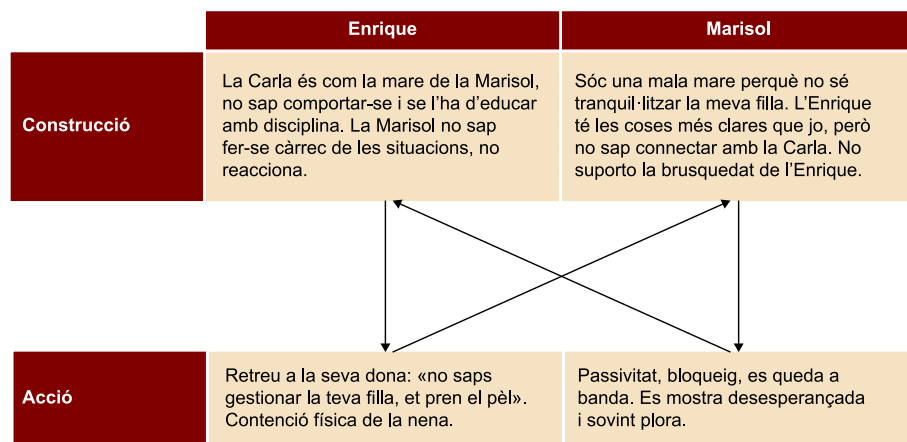 Enrique
Marisol
Construcció
La Carla és com la mare de la Marisol,
no sap comportar-se i se l'ha d'educar
amb disciplina. La Marisol no sap
fer-se càrrec de les situacions, no
reacciona.
Sóc una mala mare perquè no sé
tranquil·litzar la meva filla. L'Enrique
té les coses més clares que jo, però
no sap connectar amb la Carla. No
suporto la brusquedat de l'Enrique.
Acció
Retreu a la seva dona: «no saps
gestionar la teva filla, et pren el pèl».
Contenció física de la nena.
Passivitat, bloqueig, es queda a
banda. Es mostra desesperançada
i sovint plora.